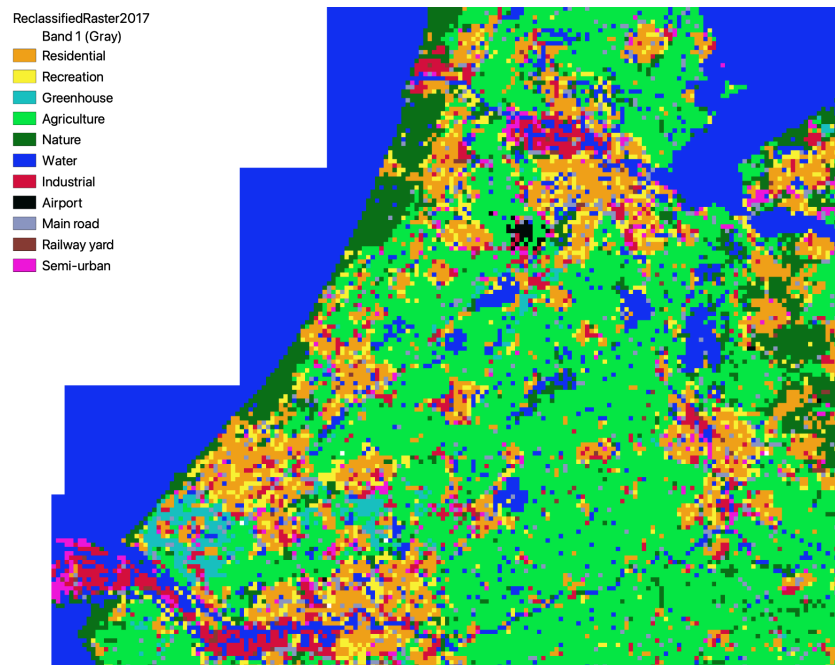 ReclassifiedRaster2017
Band 1 (Gray)
Residential
Recreation
Greenhouse
Agriculture
Nature
Water
Industrial
Airport
Main road
Railway yard
Semi-urban